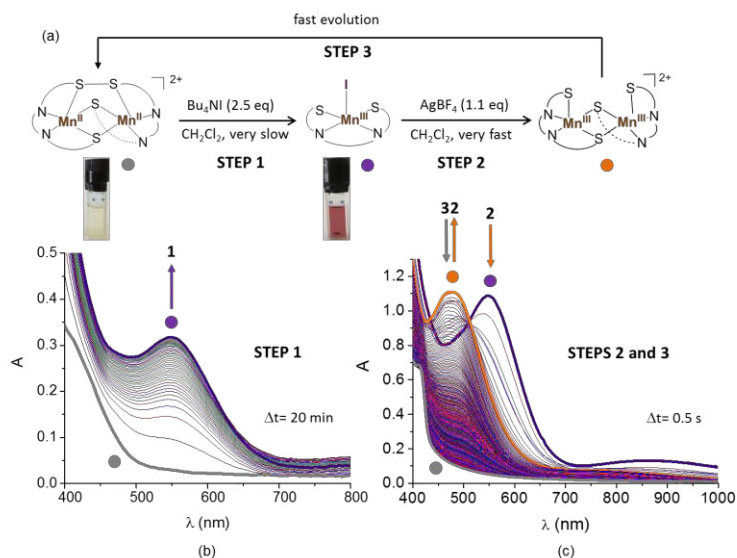 (a)
fast evolution
STEP 3
2+
S S
Mn II S Mn II
N S N
N N
Bu₄NI (2.5 eq)
CH₂Cl₂, very slow
STEP 1
I
S Mn III S
N N
AgBF₄ (1.1 eq)
CH₂Cl₂, very fast
STEP 2
2+
S S
N Mn III S Mn III
N S N
N
1
STEP 1
Δt= 20 min
A
0.5
0.4
0.3
0.2
0.1
0.0
400 500 600 700 800
λ (nm)
(b)
32 2
STEPS 2 and 3
Δt= 0.5 s
A
1.2
1.0
0.8
0.6
0.4
0.2
0.0
400 500 600 700 800 900 1000
λ (nm)
(c)